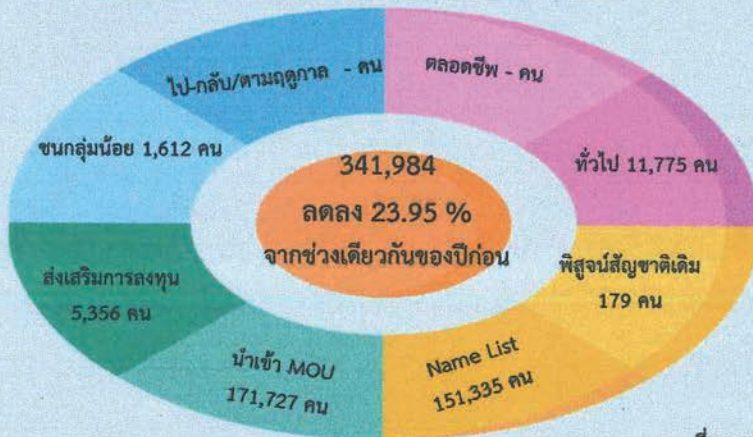 ไป-กลับ/ตามฤดูกาล - คน
ตลอดชีพ - คน
ชนกลุ่มน้อย 1,612 คน
ทั่วไป 11,775 คน
341,984
ลดลง 23.95 %
จากช่วงเดียวกันของปีก่อน
ส่งเสริมการลงทุน
5,356 คน
พิสูจน์สัญชาติเดิม
179 คน
นำเข้า MOU
171,727 คน
Name List
151,335 คน